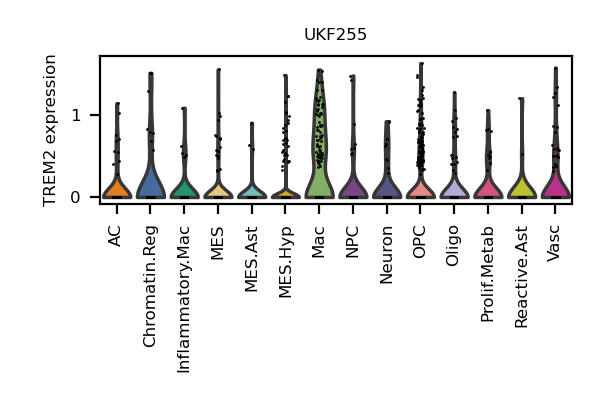 UKF255
TREM2 expression
1
0
AC
Chromatin.Reg
Inflammatory.Mac
MES
MES.Ast
MES.Hyp
Mac
NPC
Neuron
OPC
Oligo
Prolif.Metab
Reactive.Ast
Vasc